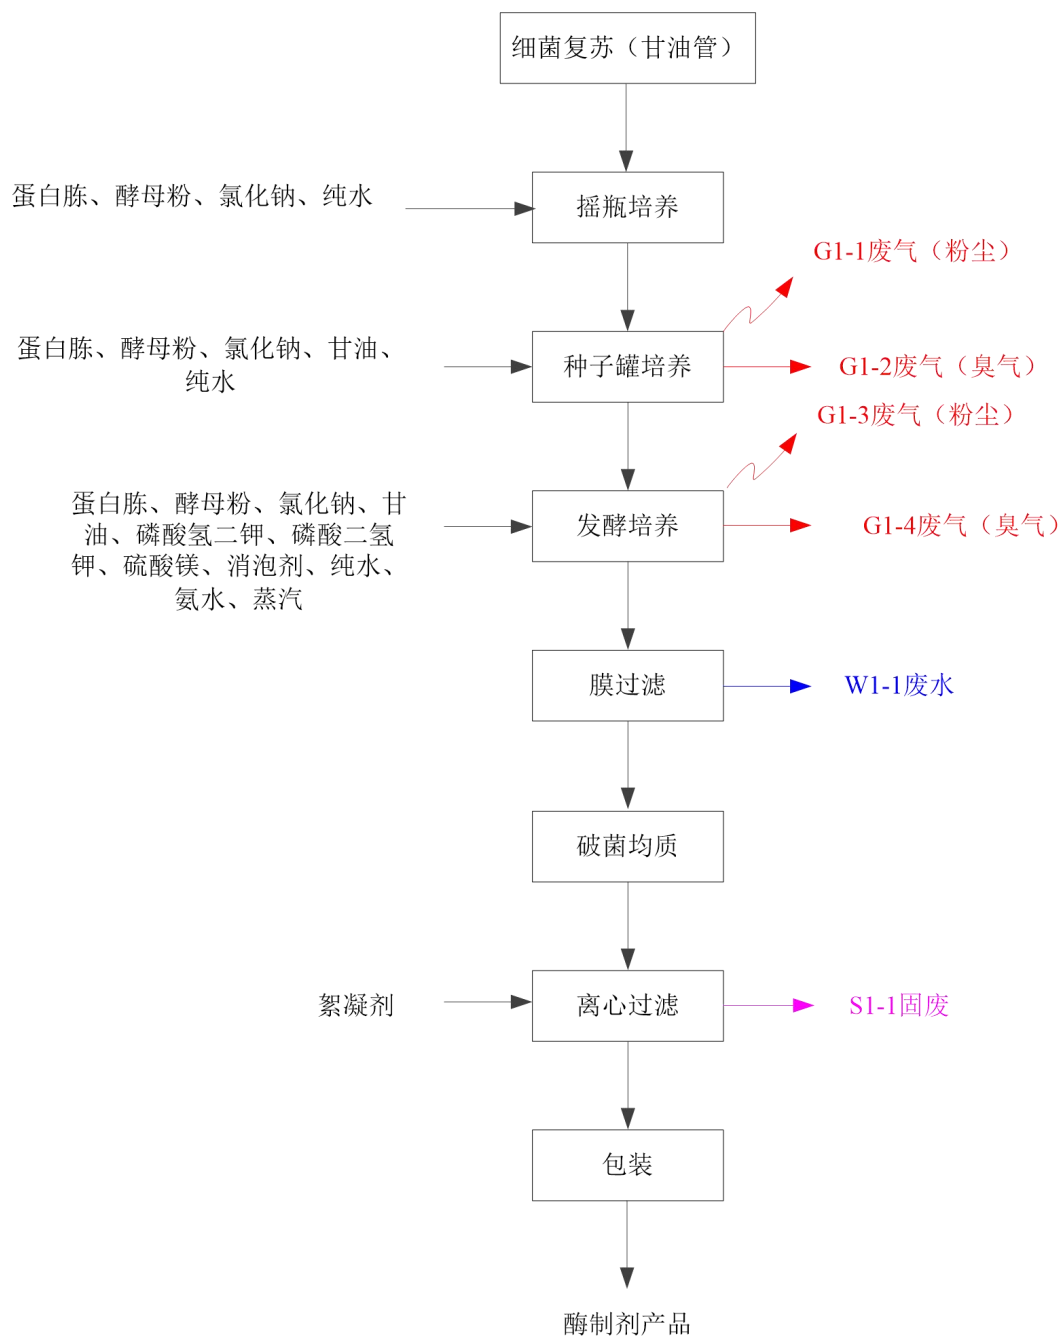 细菌复苏（甘油管）
蛋白胨、酵母粉、氯化钠、纯水
摇瓶培养
G1-1废气（粉尘）
蛋白胨、酵母粉、氯化钠、甘油、
纯水
种子罐培养
G1-2废气（臭气）
G1-3废气（粉尘）
蛋白胨、酵母粉、氯化钠、甘
油、磷酸氢二钾、磷酸二氢
钾、硫酸镁、消泡剂、纯水、
氨水、蒸汽
发酵培养
G1-4废气（臭气）
膜过滤
W1-1废水
破菌均质
絮凝剂
离心过滤
S1-1固废
包装
酶制剂产品